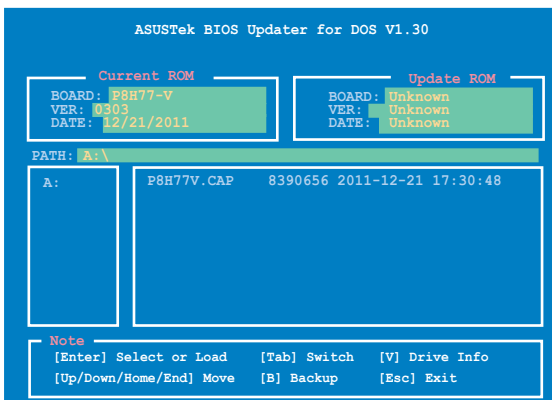 ASUSTek BIOS Updater for DOS V1.30
Current ROM
BOARD: P8H77-V
VER: 0303
DATE: 12/21/2011
Update ROM
BOARD: Unknown
VER: Unknown
DATE: Unknown
PATH: A:\
A:
P8H77V.CAP 8390656 2011-12-21 17:30:48
Note
[Enter] Select or Load [Tab] Switch [V] Drive Info
[Up/Down/Home/End] Move [B] Backup [Esc] Exit